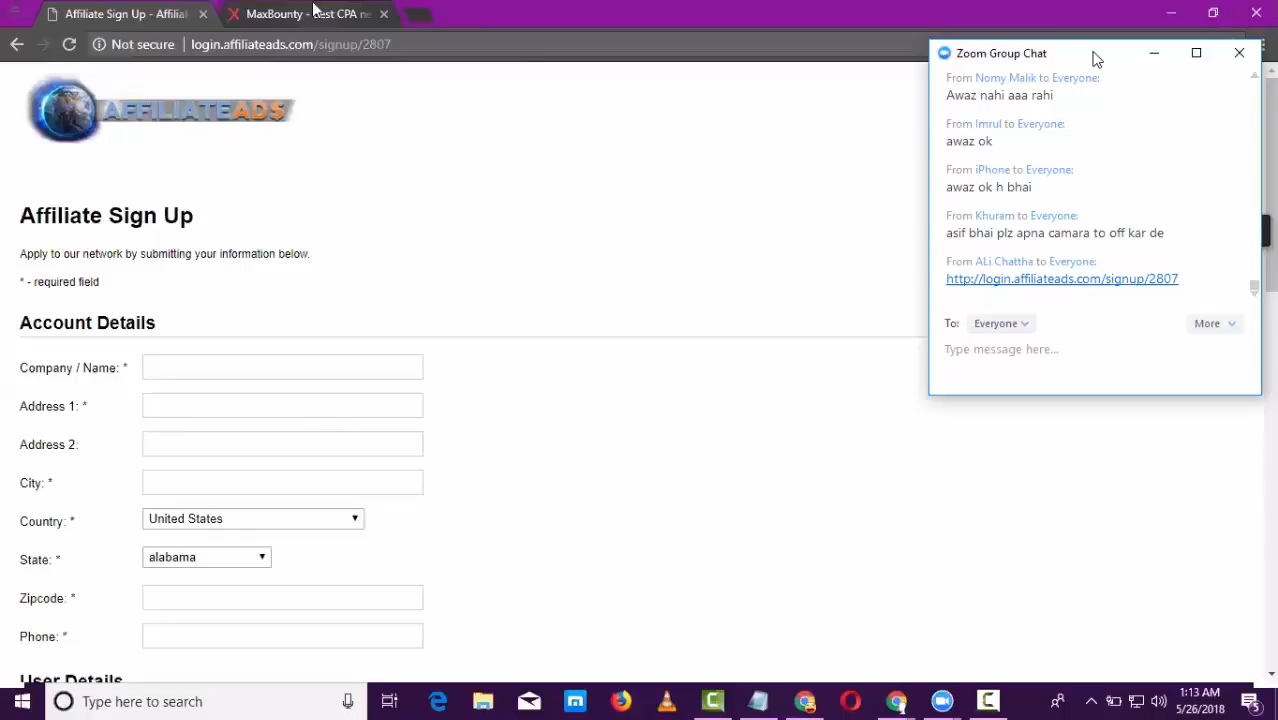 Affiliate Sign Up - Affiliat
MaxBounty - Best CPA ne
Not secure
login.affiliateads.com/signup/2807
AFFILIATEADS
Affiliate Sign Up
Apply to our network by submitting your information below.
* - required field
Account Details
Company / Name: *
Address 1: *
Address 2:
City: *
Country: *
United States
State: *
alabama
Zipcode: *
Phone: *
User Details
Zoom Group Chat
From Nomy Malik to Everyone:
Awaz nahi aaa rahi
From Imrul to Everyone:
awaz ok
From iPhone to Everyone:
awaz ok h bhai
From Khuram to Everyone:
asif bhai plz apna camara to off kar de
From ALi Chattha to Everyone:
http://login.affiliateads.com/signup/2807
To:
Everyone
More
Type message here...
Type here to search
1:13 AM
5/26/2018
5